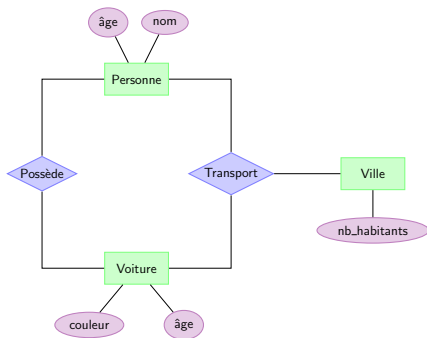 âge
nom
Personne
Possède
Transport
Ville
nb_habitants
Voiture
couleur
âge